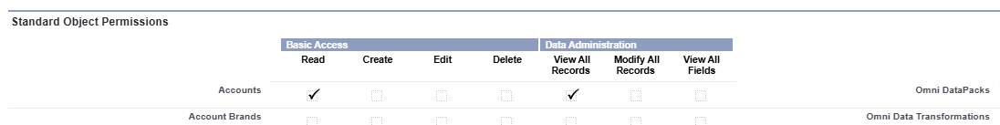 Standard Object Permissions
Basic Access Data Administration
Read Create Edit Delete View All Records Modify All Records View All Fields
Accounts Omni DataPacks
Account Brands Omni Data Transformations